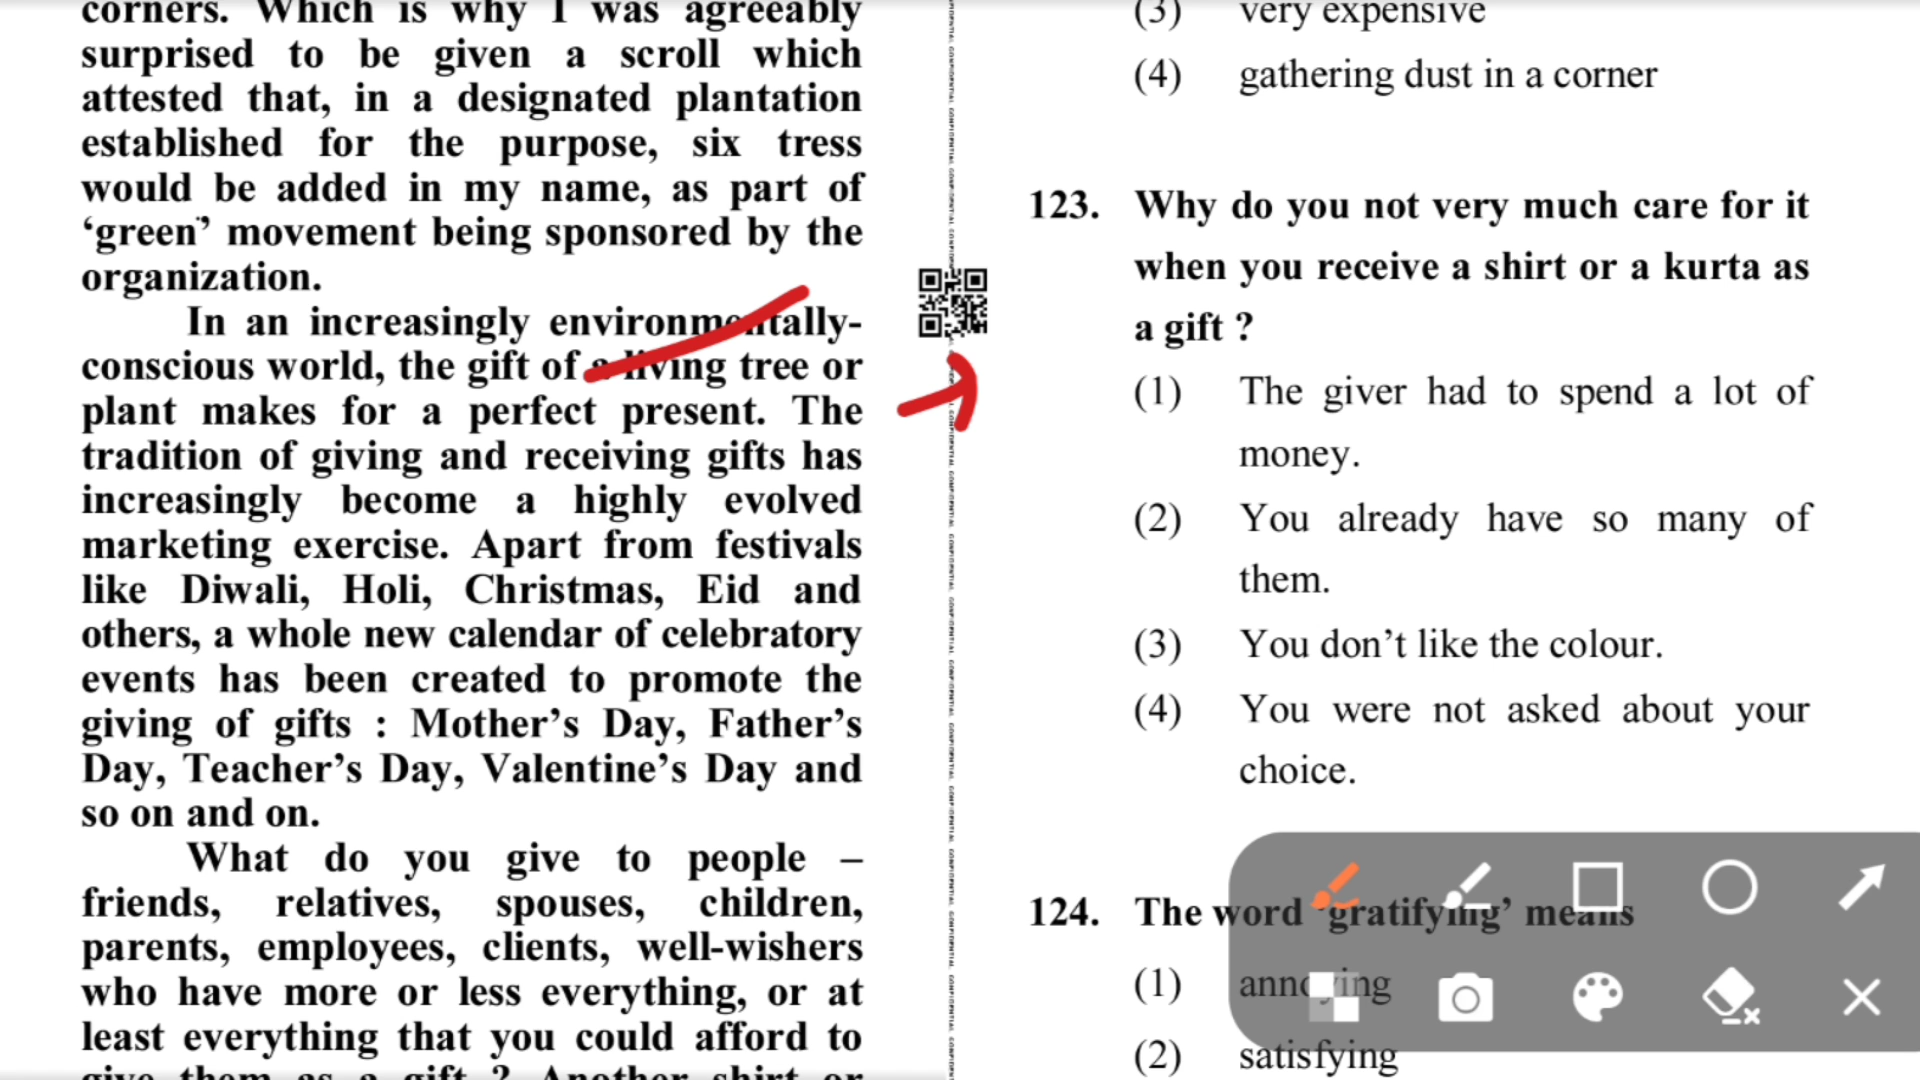 corners. Which is why I was agreeably
surprised to be given a scroll which
attested that, in a designated plantation
established for the purpose, six tress
would be added in my name, as part of
‘green’ movement being sponsored by the
organization.
In an increasingly environmentally-
conscious world, the gift of a living tree or
plant makes for a perfect present. The
tradition of giving and receiving gifts has
increasingly become a highly evolved
marketing exercise. Apart from festivals
like Diwali, Holi, Christmas, Eid and
others, a whole new calendar of celebratory
events has been created to promote the
giving of gifts : Mother’s Day, Father’s
Day, Teacher’s Day, Valentine’s Day and
so on and on.
What do you give to people –
friends, relatives, spouses, children,
parents, employees, clients, well-wishers
who have more or less everything, or at
least everything that you could afford to
give them as a gift ? Another shirt or
(3) very expensive
(4) gathering dust in a corner
123. Why do you not very much care for it
when you receive a shirt or a kurta as
a gift ?
(1) The giver had to spend a lot of
money.
(2) You already have so many of
them.
(3) You don’t like the colour.
(4) You were not asked about your
choice.
124. The word ‘gratifying’ means
(1) annoying
(2) satisfying